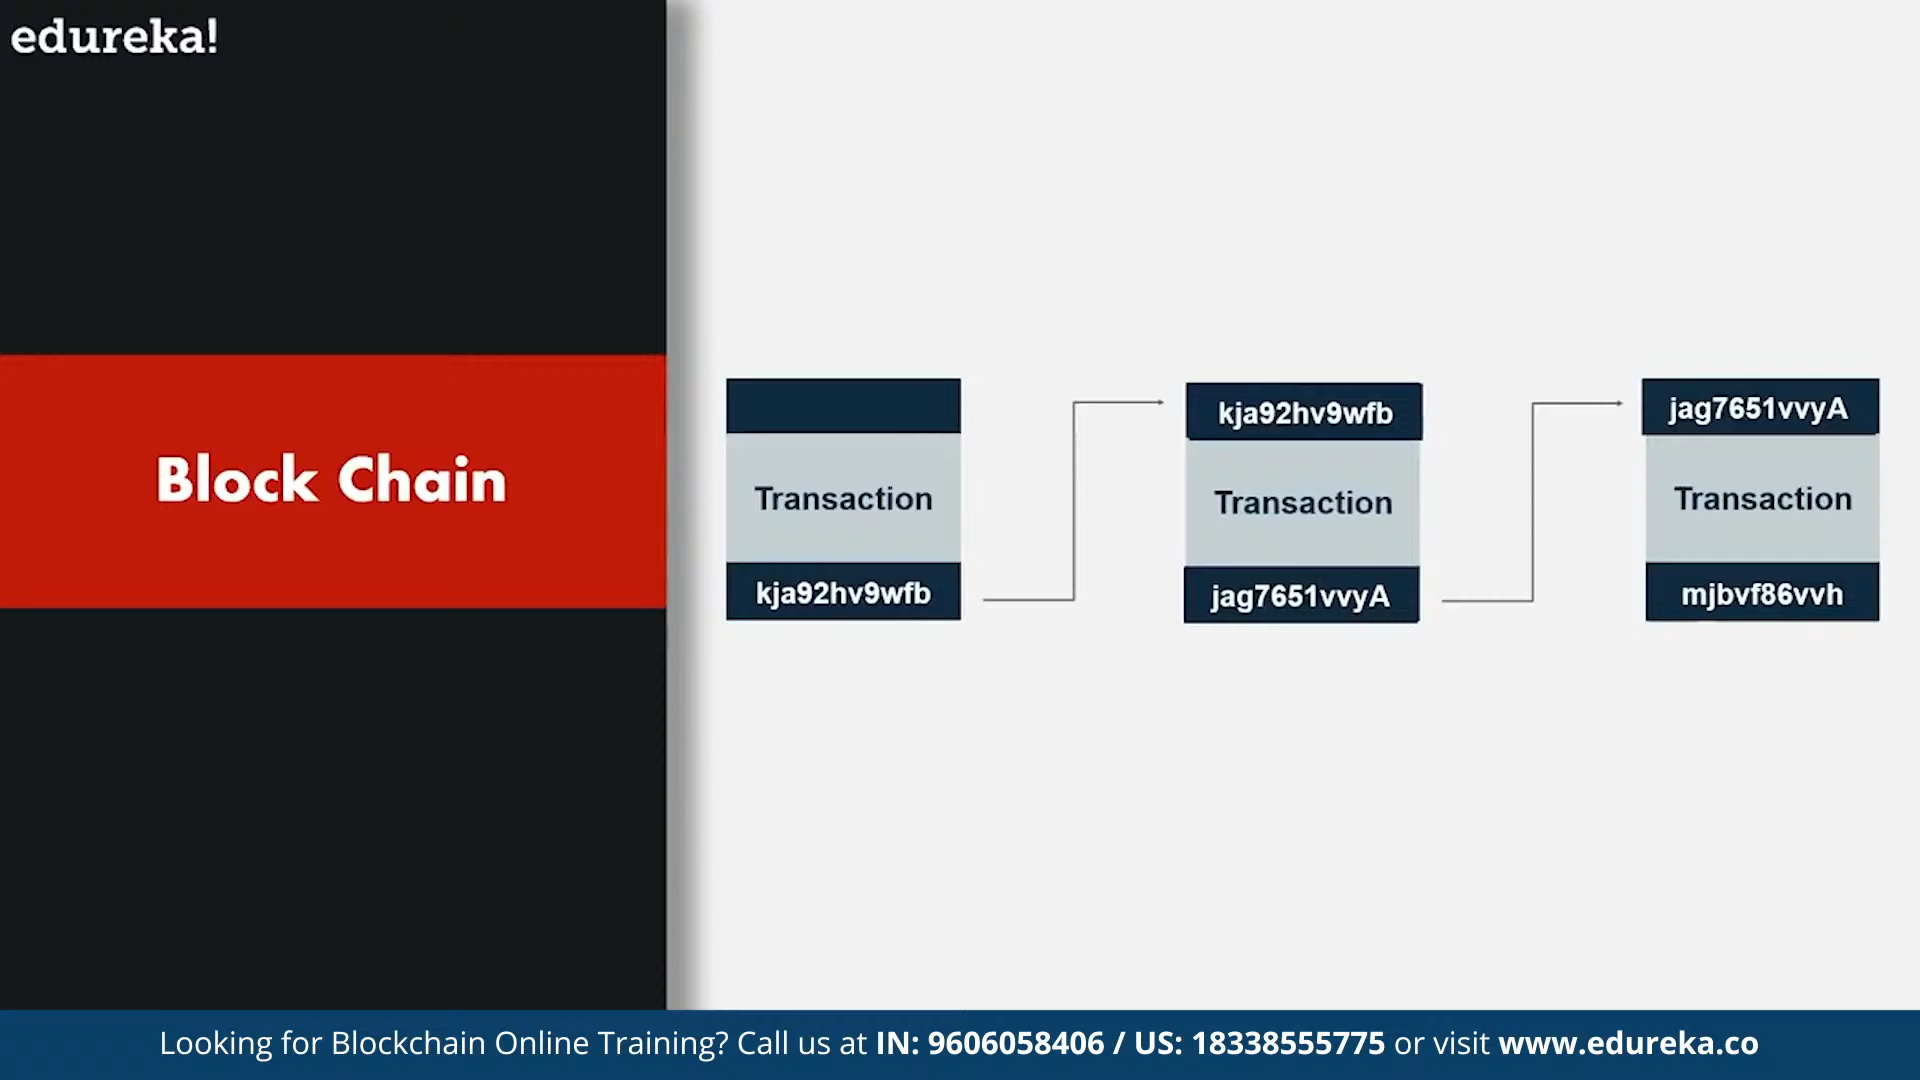 edureka!
Block Chain
Transaction
kja92hv9wfb
kja92hv9wfb
Transaction
jag7651vvyA
jag7651vvyA
Transaction
mjbvf86vvh
Looking for Blockchain Online Training? Call us at IN: 9606058406 / US: 18338555775 or visit www.edureka.co